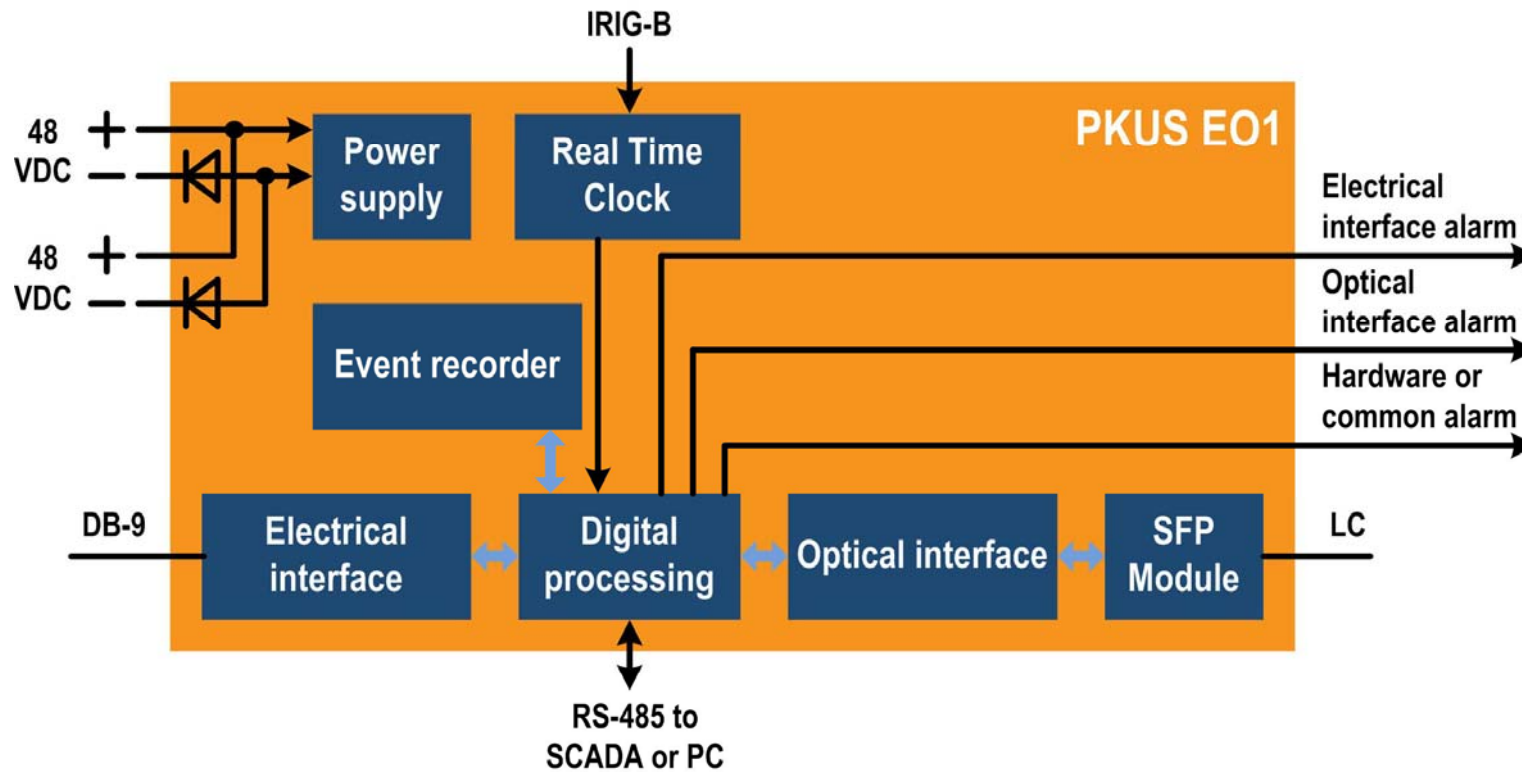 IRIG-B
PKUS EO1
48
VDC
Power
supply
Real Time
Clock
48
VDC
Electrical
interface alarm
Optical
interface alarm
Hardware or
common alarm
Event recorder
DB-9
Electrical
interface
Digital
processing
Optical interface
SFP
Module
LC
RS-485 to
SCADA or PC